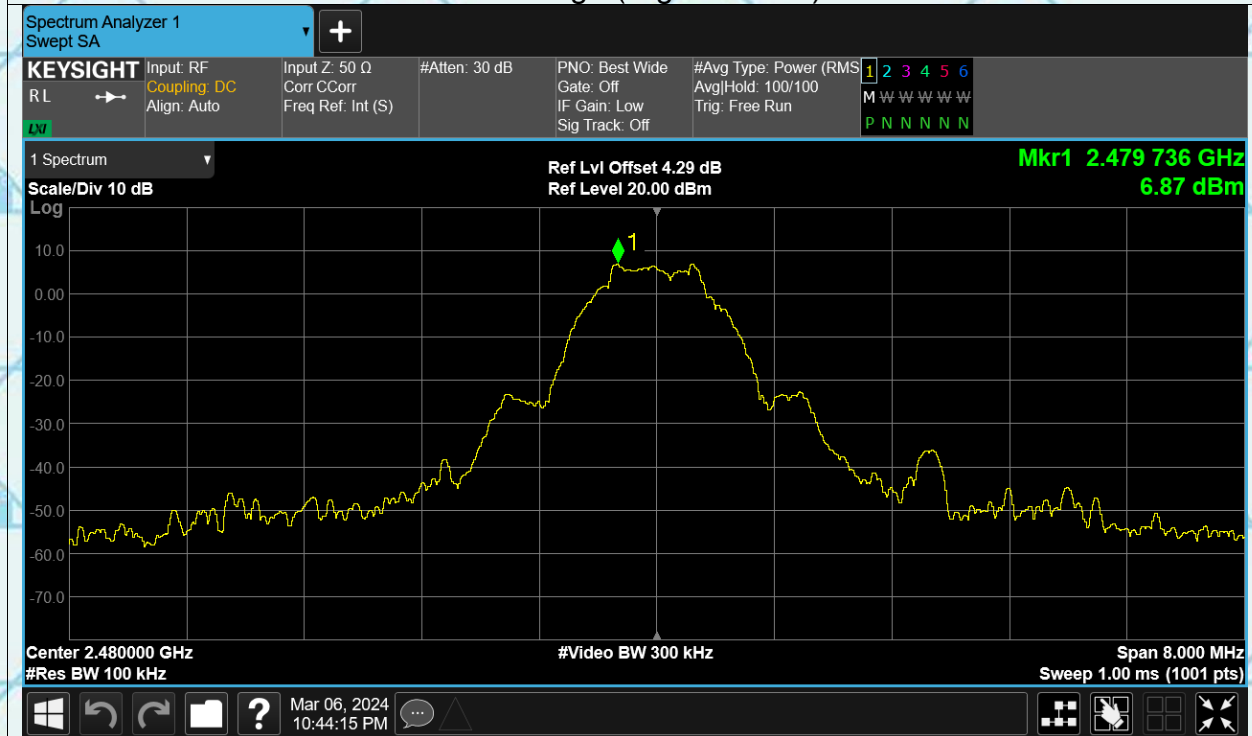 Spectrum Analyzer 1
Swept SA
+
KEYSIGHT
RL
LXI
Input: RF
Coupling: DC
Align: Auto
Input Z: 50 Ω
Corr CCorr
Freq Ref: Int (S)
#Atten: 30 dB
PNO: Best Wide
Gate: Off
IF Gain: Low
Sig Track: Off
#Avg Type: Power (RMS
Avg|Hold: 100/100
Trig: Free Run
1 2 3 4 5 6
M W W W W W
P N N N N N
1 Spectrum
Scale/Div 10 dB
Log
Ref Lvl Offset 4.29 dB
Ref Level 20.00 dBm
Mkr1 2.479 736 GHz
6.87 dBm
1
10.0
0.00
-10.0
-20.0
-30.0
-40.0
-50.0
-60.0
-70.0
Center 2.480000 GHz
#Res BW 100 kHz
#Video BW 300 kHz
Span 8.000 MHz
Sweep 1.00 ms (1001 pts)
?
Mar 06, 2024
10:44:15 PM